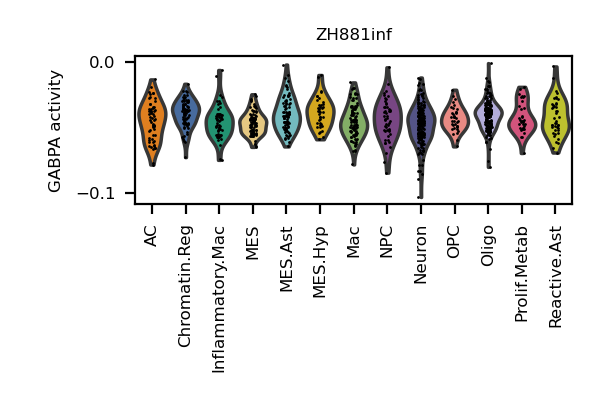 ZH881inf
GABPA activity
0.0
−0.1
AC
Chromatin.Reg
Inflammatory.Mac
MES
MES.Ast
MES.Hyp
Mac
NPC
Neuron
OPC
Oligo
Prolif.Metab
Reactive.Ast